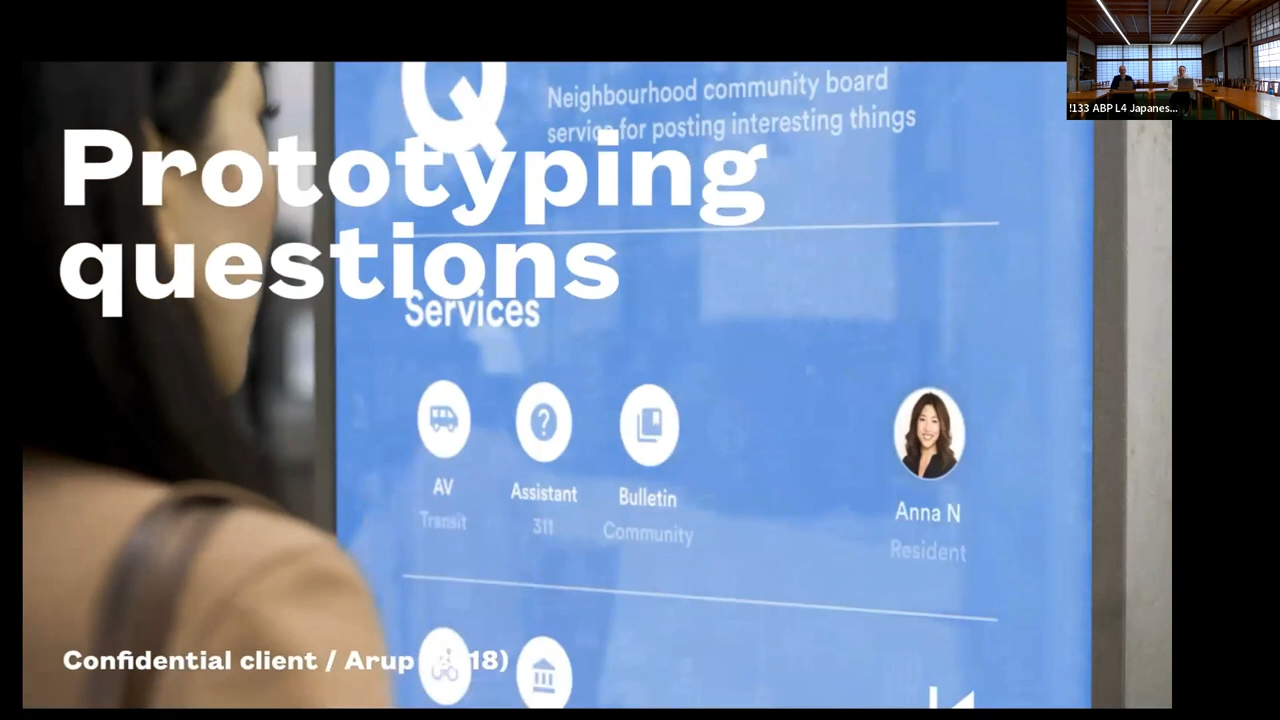 Q
Neighbourhood community board
service for posting interesting things
Prototyping
questions
Services
AV
Transit
Assistant
311
Bulletin
Community
Anna N
Resident
Confidential client / Arup
!133 ABP L4 Japanes...